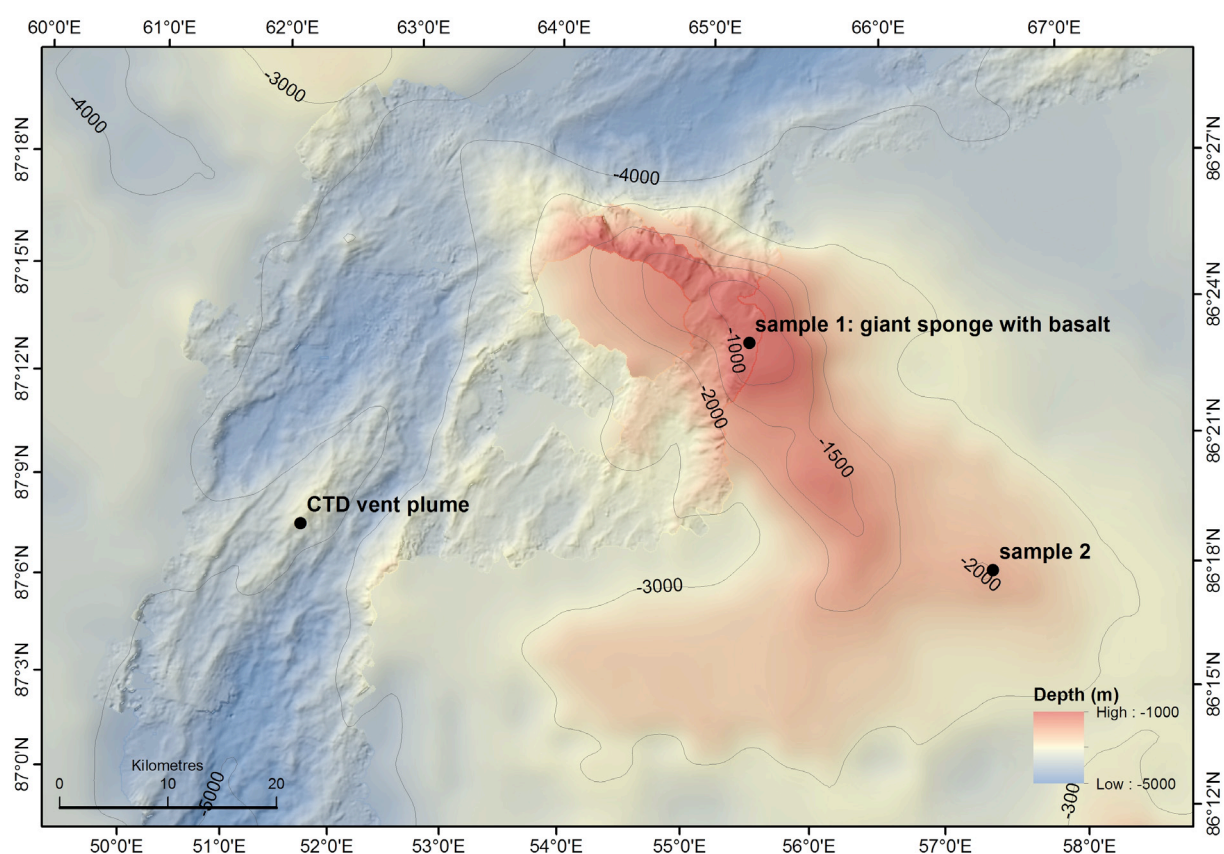 60°0'E 61°0'E 62°0'E 63°0'E 64°0'E 65°0'E 66°0'E 67°0'E
-3000
-4000
87°18'N
86°27'N
-4000
87°15'N
86°24'N
sample 1: giant sponge with basalt
-1000
87°12'N
-2000
86°21'N
-1500
87°9'N
CTD vent plume
sample 2
86°18'N
87°6'N
-2000
-3000
87°3'N
86°15'N
Depth (m)
High : -1000
Low : -5000
87°0'N
Kilometres
0 10 20
-5000
-300
86°12'N
50°0'E 51°0'E 52°0'E 53°0'E 54°0'E 55°0'E 56°0'E 57°0'E 58°0'E